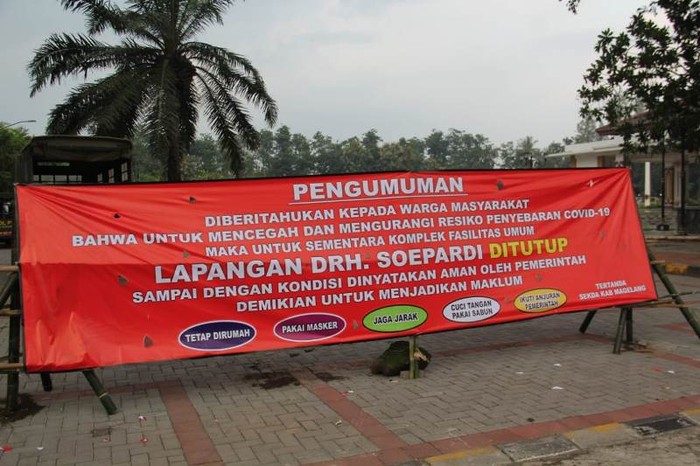 PENGUMUMAN
DIBERITAHUKAN KEPADA WARGA MASYARAKAT
BAHWA UNTUK MENCEGAH DAN MENGURANGI RESIKO PENYEBARAN COVID-19
MAKA UNTUK SEMENTARA KOMPLEK FASILITAS UMUM
LAPANGAN DRH. SOEPARDI DITUTUP
SAMPAI DENGAN KONDISI DINYATAKAN AMAN OLEH PEMERINTAH
DEMIKIAN UNTUK MENJADIKAN MAKLUM
TERTANDA
SEKDA KAB MAGELANG
TETAP DIRUMAH
PAKAI MASKER
JAGA JARAK
CUCI TANGAN
PAKAI SABUN
IKUTI ANJURAN
PEMERINTAH